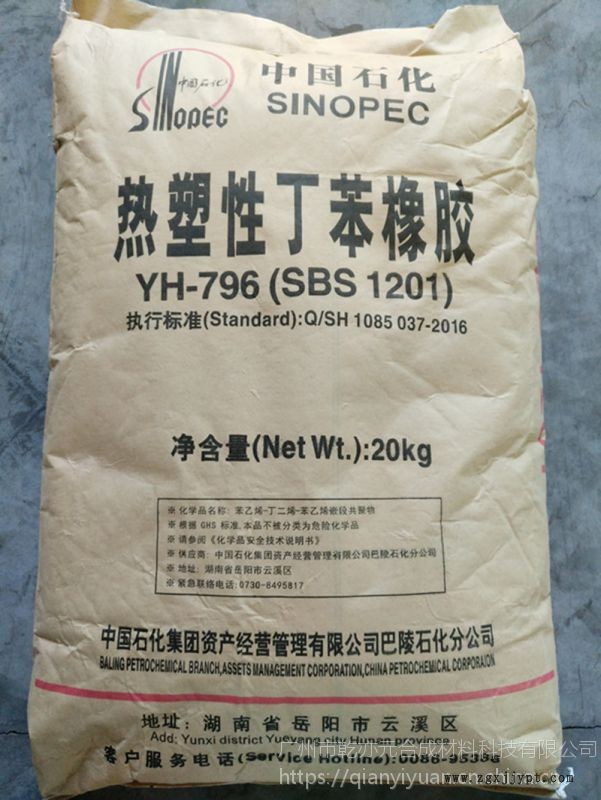 中国石化
SINOPEC
中国石化
SINOPEC
热塑性丁苯橡胶
YH-796 (SBS 1201)
执行标准(Standard):Q/SH 1085 037-2016
净含量(Net Wt.):20kg
※化学品名称: 苯乙烯-丁二烯-苯乙烯嵌段共聚物
※根据 GHS 标准,本品不被分类为危险化学品
※请参阅《化学品安全技术说明书》
※供应商: 中国石化集团资产经营管理有限公司巴陵石化分公司
※地址: 湖南省岳阳市云溪区
※紧急联络电话:0730-8495817
中国石化集团资产经营管理有限公司巴陵石化分公司
BALING PETROCHEMICAL BRANCH,ASSETS MANAGEMENT CORPORATION,CHINA PETROCHEMICAL CORPORAION
地址: 湖南省岳阳市云溪区
Add: Yunxi district Yueyang city Hunan province
广州市乾亦元合成材料科技有限公司
客户服务电话(Service Hotline):0086-95388
https://qianyiyuan
www.zgxjjypt.com